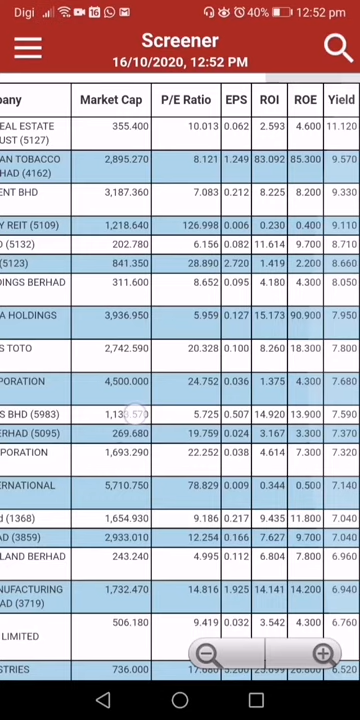 Digi 16 40% 12:52 pm
Screener
16/10/2020, 12:52 PM
pany Market Cap P/E Ratio EPS ROI ROE Yield
EAL ESTATE 355.400 10.013 0.062 2.593 4.600 11.120
UST (5127)
AN TOBACCO 2,895.270 8.121 1.249 83.092 85.300 9.570
HAD (4162)
ENT BHD 3,187.360 7.083 0.212 8.225 8.200 9.330
Y REIT (5109) 1,218.640 126.998 0.006 0.230 0.400 9.110
D (5132) 202.780 6.156 0.082 11.614 9.700 8.710
(5123) 841.350 28.890 2.720 1.419 2.200 8.660
DINGS BERHAD 311.600 8.652 0.095 4.180 4.300 8.050
A HOLDINGS 3,936.950 5.959 0.127 15.173 90.900 7.950
S TOTO 2,742.590 20.328 0.100 8.260 18.300 7.800
PORATION 4,500.000 24.752 0.036 1.375 4.300 7.680
S BHD (5983) 1,133.570 5.725 0.507 14.920 13.900 7.590
ERHAD (5095) 269.680 19.759 0.024 3.167 3.300 7.370
PORATION 1,693.290 22.252 0.038 4.614 7.300 7.320
ERNATIONAL 5,710.750 78.829 0.009 0.344 0.500 7.140
d (1368) 1,654.930 9.186 0.217 9.435 11.800 7.040
AD (3859) 2,933.010 12.254 0.166 7.627 9.700 7.040
LAND BERHAD 243.240 4.995 0.112 6.804 7.800 6.960
NUFACTURING 1,732.470 14.816 1.925 14.141 14.200 6.940
AD (3719)
506.180 9.419 0.032 3.542 4.300 6.760
LIMITED
STRIES 736.000 6.520